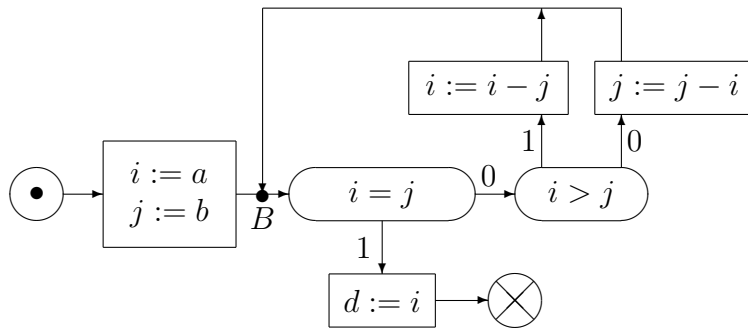 i := i − j
j := j − i
1
0
i := a
j := b
B
i = j
0
i > j
1
d := i